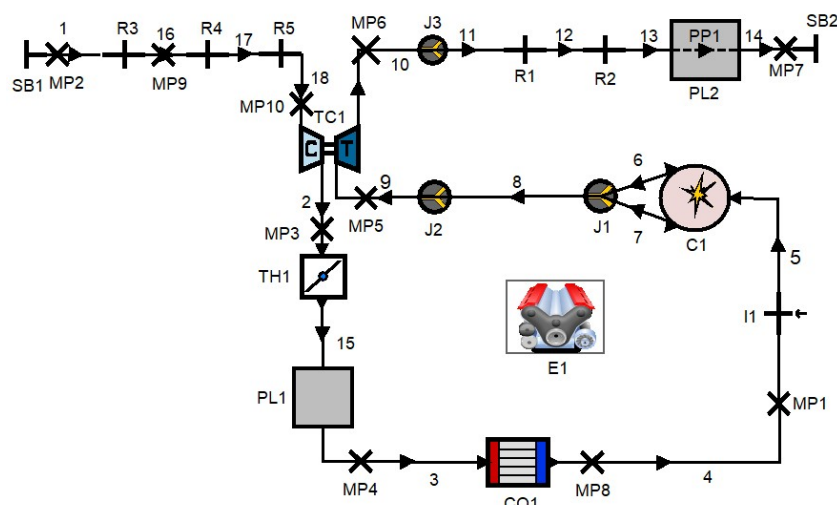 MP6
J3
SB2
1
R3
16
R4
17
R5
10
11
12
13
PP1
14
SB1
MP2
MP9
18
R1
R2
PL2
MP7
MP10
TC1
C
T
9
8
6
2
MP5
J2
J1
7
C1
MP3
5
TH1
I1
15
E1
PL1
MP1
MP4
3
CO1
MP8
4